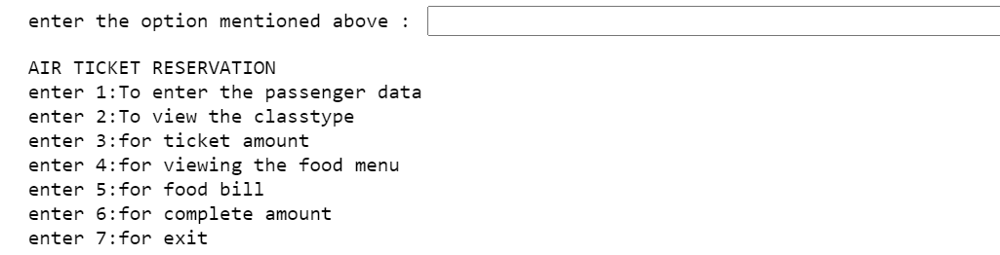 enter the option mentioned above :
AIR TICKET RESERVATION
enter 1:To enter the passenger data
enter 2:To view the classtype
enter 3:for ticket amount
enter 4:for viewing the food menu
enter 5:for food bill
enter 6:for complete amount
enter 7:for exit